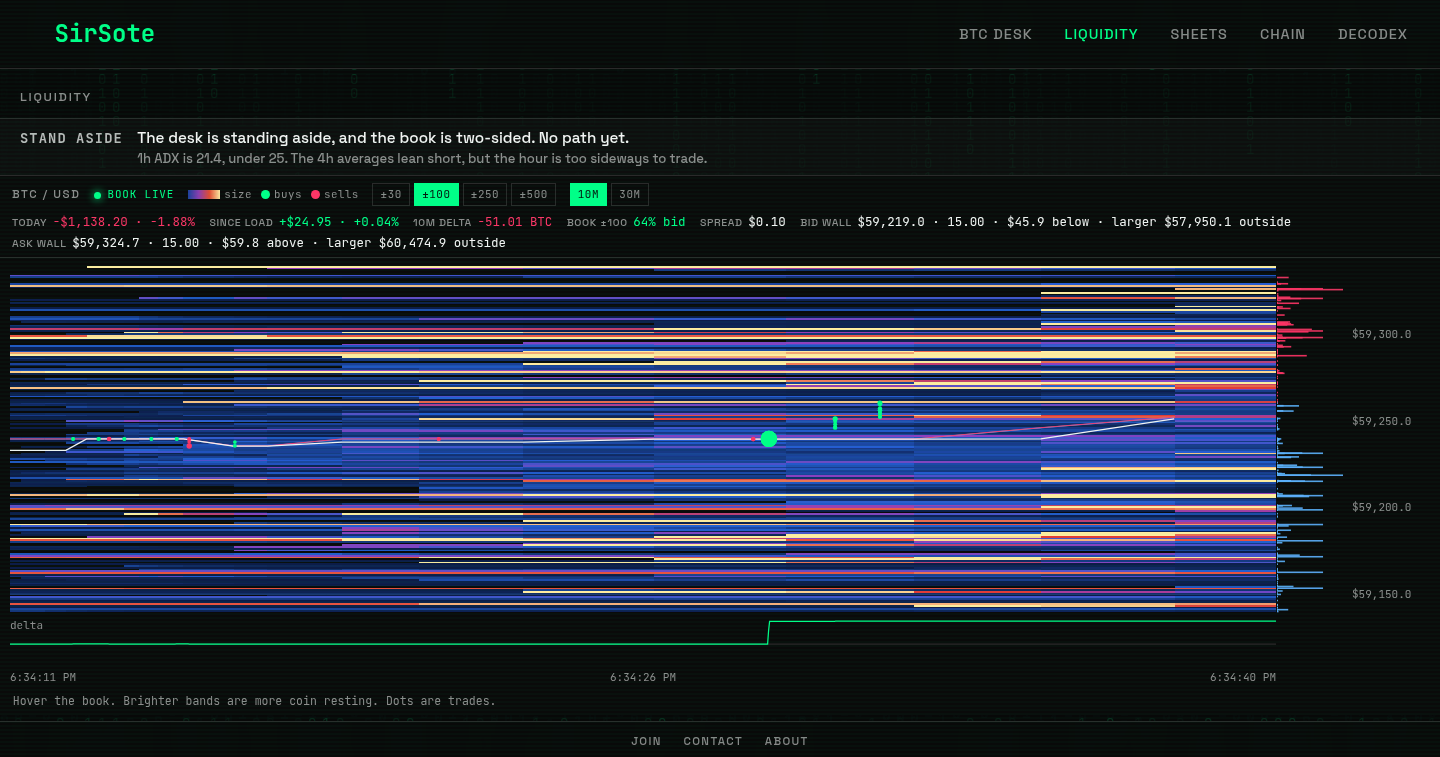 SirSote
BTC DESK LIQUIDITY SHEETS CHAIN DECODEX
LIQUIDITY
STAND ASIDE The desk is standing aside, and the book is two-sided. No path yet.
1h ADX is 21.4, under 25. The 4h averages lean short, but the hour is too sideways to trade.
BTC / USD BOOK LIVE size buys sells ±30 ±100 ±250 ±500 10M 30M
TODAY -$1,138.20 · -1.88% SINCE LOAD +$24.95 · +0.04% 10M DELTA -51.01 BTC BOOK ±100 64% bid SPREAD $0.10 BID WALL $59,219.0 · 15.00 · $45.9 below · larger $57,950.1 outside
ASK WALL $59,324.7 · 15.00 · $59.8 above · larger $60,474.9 outside
$59,300.0
$59,250.0
$59,200.0
$59,150.0
delta
6:34:11 PM 6:34:26 PM 6:34:40 PM
Hover the book. Brighter bands are more coin resting. Dots are trades.
JOIN CONTACT ABOUT